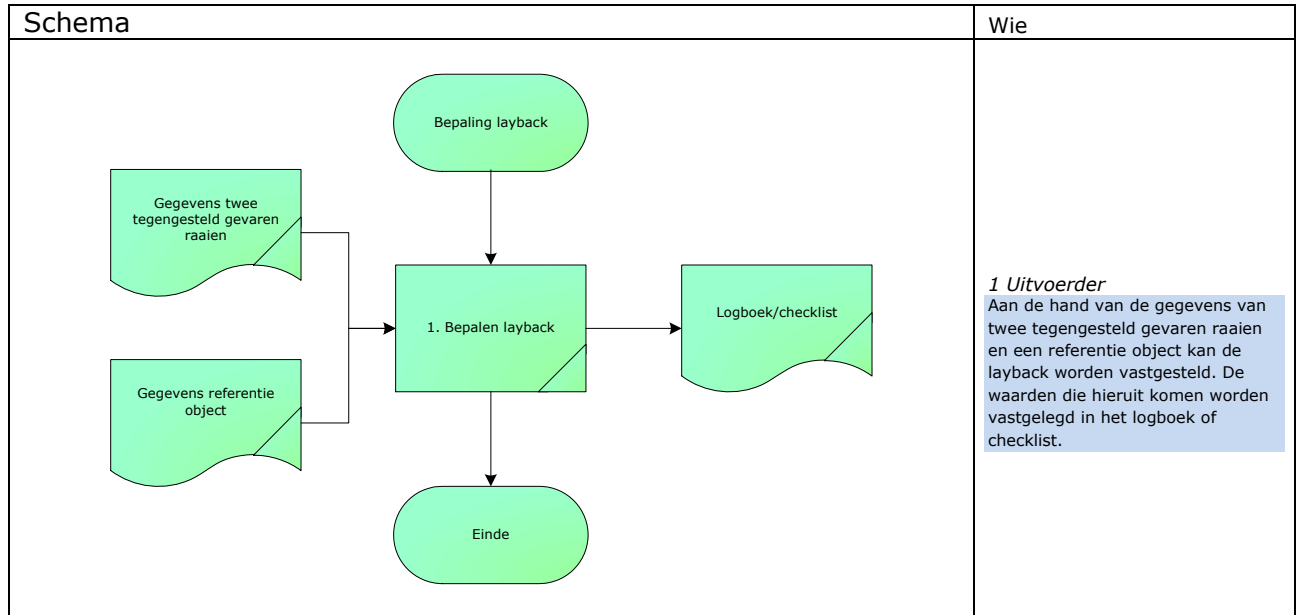 Schema
Wie
Bepaling layback
Gegevens twee
tegengesteld gevaren
raaien
1. Bepalen layback
Logboek/checklist
Gegevens referentie
object
Einde
1 Uitvoerder
Aan de hand van de gegevens van
twee tegengesteld gevaren raaien
en een referentie object kan de
layback worden vastgesteld. De
waarden die hieruit komen worden
vastgelegd in het logboek of
checklist.